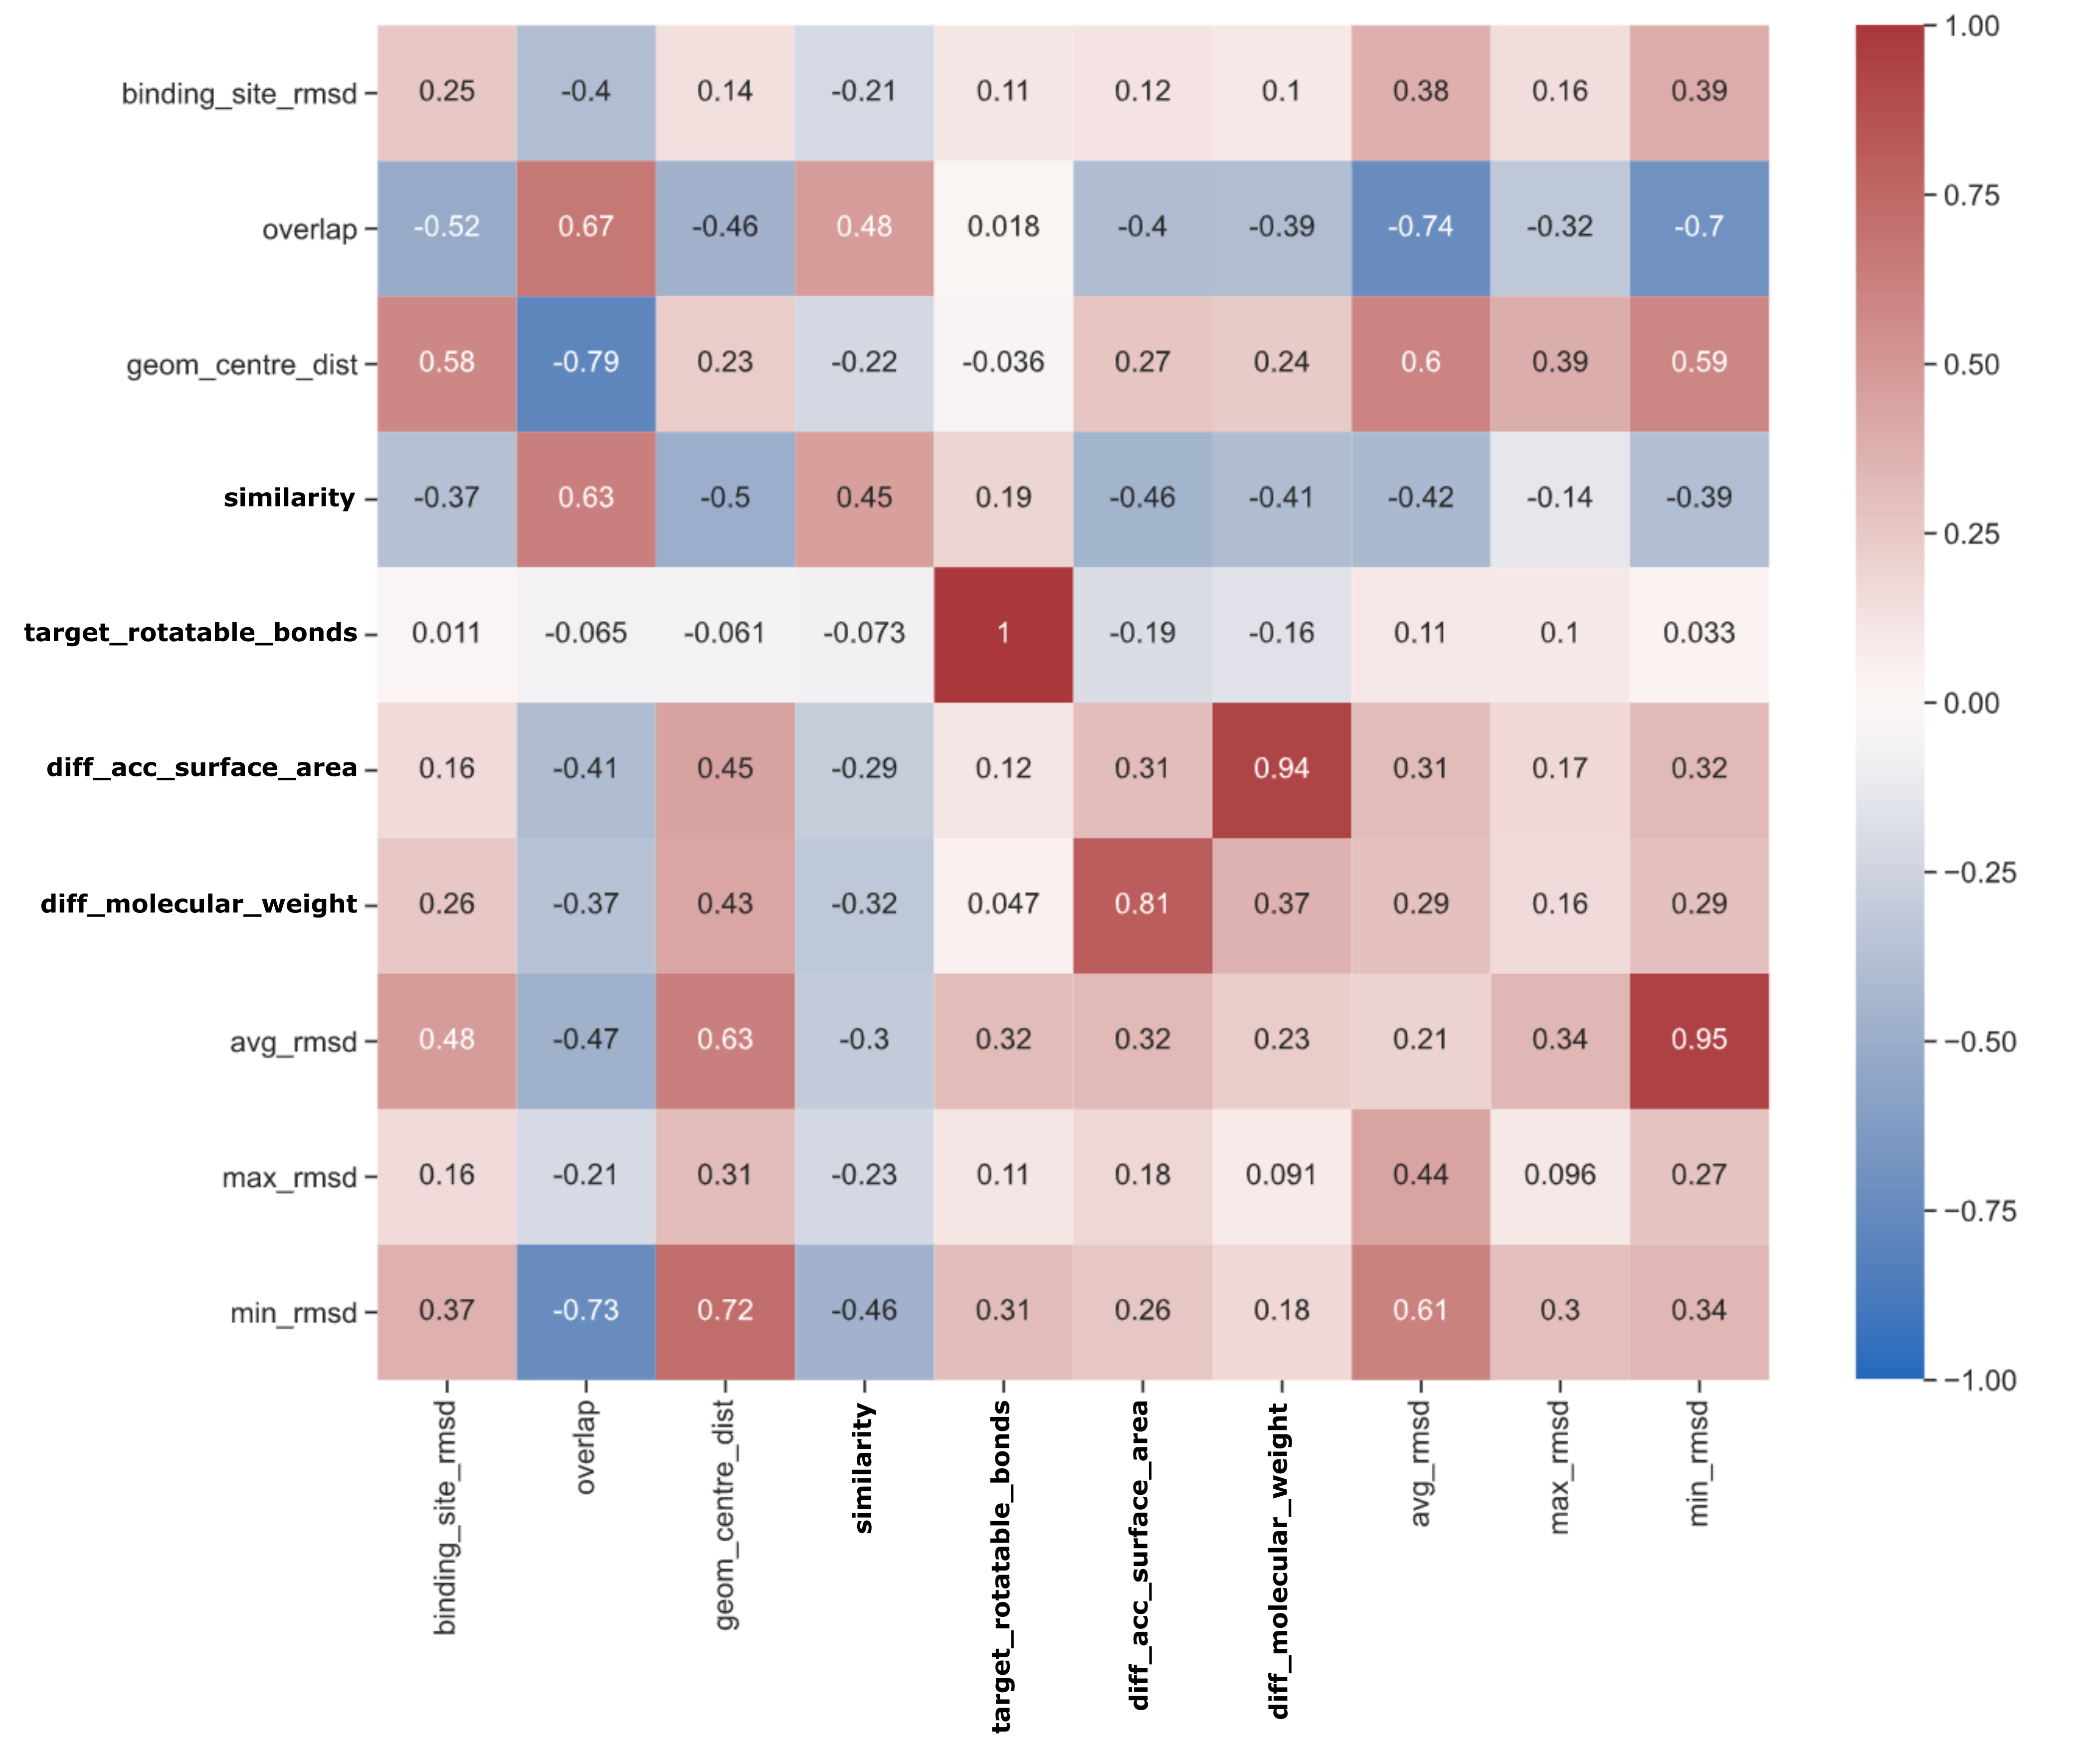 binding_site_rmsd 0.25 -0.4 0.14 -0.21 0.11 0.12 0.1 0.38 0.16 0.39
overlap -0.52 0.67 -0.46 0.48 0.018 -0.4 -0.39 -0.74 -0.32 -0.7
geom_centre_dist 0.58 -0.79 0.23 -0.22 -0.036 0.27 0.24 0.6 0.39 0.59
similarity -0.37 0.63 -0.5 0.45 0.19 -0.46 -0.41 -0.42 -0.14 -0.39
target_rotatable_bonds 0.011 -0.065 -0.061 -0.073 1 -0.19 -0.16 0.11 0.1 0.033
diff_acc_surface_area 0.16 -0.41 0.45 -0.29 0.12 0.31 0.94 0.31 0.17 0.32
diff_molecular_weight 0.26 -0.37 0.43 -0.32 0.047 0.81 0.37 0.29 0.16 0.29
avg_rmsd 0.48 -0.47 0.63 -0.3 0.32 0.32 0.23 0.21 0.34 0.95
max_rmsd 0.16 -0.21 0.31 -0.23 0.11 0.18 0.091 0.44 0.096 0.27
min_rmsd 0.37 -0.73 0.72 -0.46 0.31 0.26 0.18 0.61 0.3 0.34
binding_site_rmsd
overlap
geom_centre_dist
similarity
target_rotatable_bonds
diff_acc_surface_area
diff_molecular_weight
avg_rmsd
max_rmsd
min_rmsd
1.00
0.75
0.50
0.25
0.00
−0.25
−0.50
−0.75
−1.00